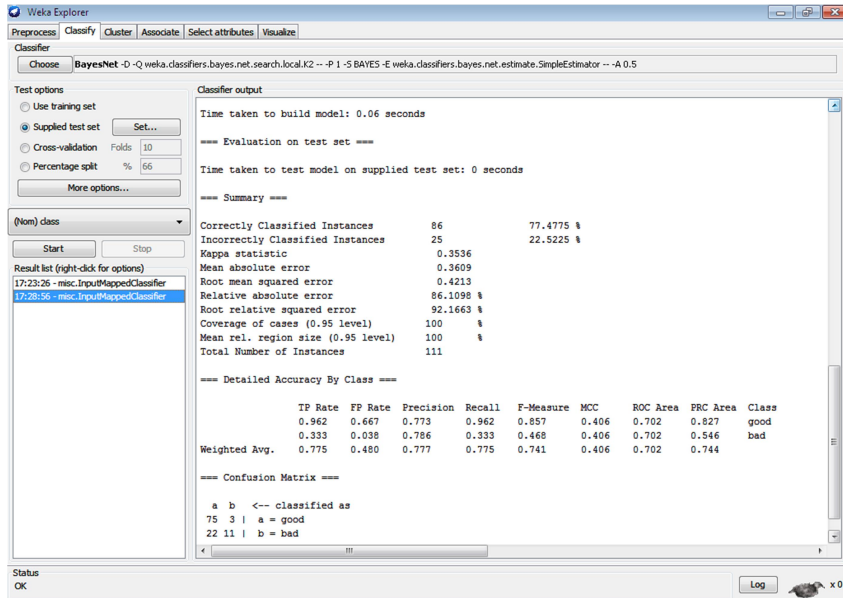 Weka Explorer
Preprocess Classify Cluster Associate Select attributes Visualize
Classifier
Choose BayesNet -D -Q weka.classifiers.bayes.net.search.local.K2 -- -P 1 -S BAYES -E weka.classifiers.bayes.net.estimate.SimpleEstimator -- -A 0.5
Test options
Use training set
Supplied test set Set...
Cross-validation Folds 10
Percentage split % 66
More options...
(Nom) class
Start Stop
Result list (right-click for options)
17:23:26 - misc.InputMappedClassifier
17:28:56 - misc.InputMappedClassifier
Classifier output
Time taken to build model: 0.06 seconds
=== Evaluation on test set ===
Time taken to test model on supplied test set: 0 seconds
=== Summary ===
Correctly Classified Instances 86 77.4775 %
Incorrectly Classified Instances 25 22.5225 %
Kappa statistic 0.3536
Mean absolute error 0.3609
Root mean squared error 0.4213
Relative absolute error 86.1098 %
Root relative squared error 92.1663 %
Coverage of cases (0.95 level) 100 %
Mean rel. region size (0.95 level) 100 %
Total Number of Instances 111
=== Detailed Accuracy By Class ===
TP Rate FP Rate Precision Recall F-Measure MCC ROC Area PRC Area Class
0.962 0.667 0.773 0.962 0.857 0.406 0.702 0.827 good
0.333 0.038 0.786 0.333 0.468 0.406 0.702 0.546 bad
Weighted Avg. 0.775 0.480 0.777 0.775 0.741 0.406 0.702 0.744
=== Confusion Matrix ===
a b <-- classified as
75 3 | a = good
22 11 | b = bad
Status
OK
Log x 0